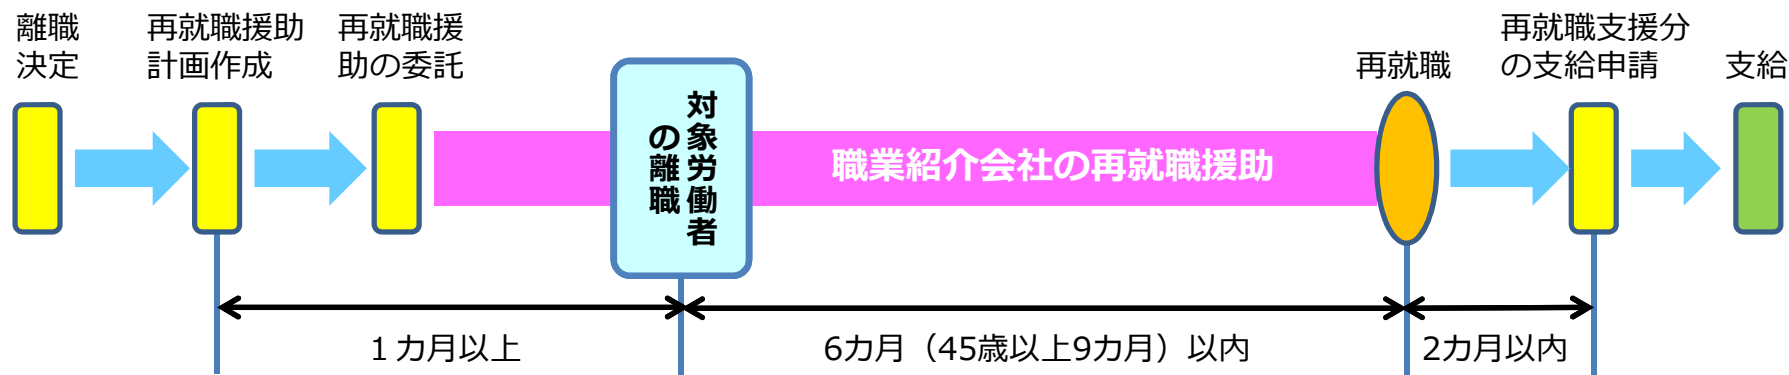 離職
決定
再就職援助
計画作成
再就職援
助の委託
対象労働者
の離職
職業紹介会社の再就職援助
再就職
再就職支援分
の支給申請
支給
１カ月以上
6カ月（45歳以上9カ月）以内
2カ月以内